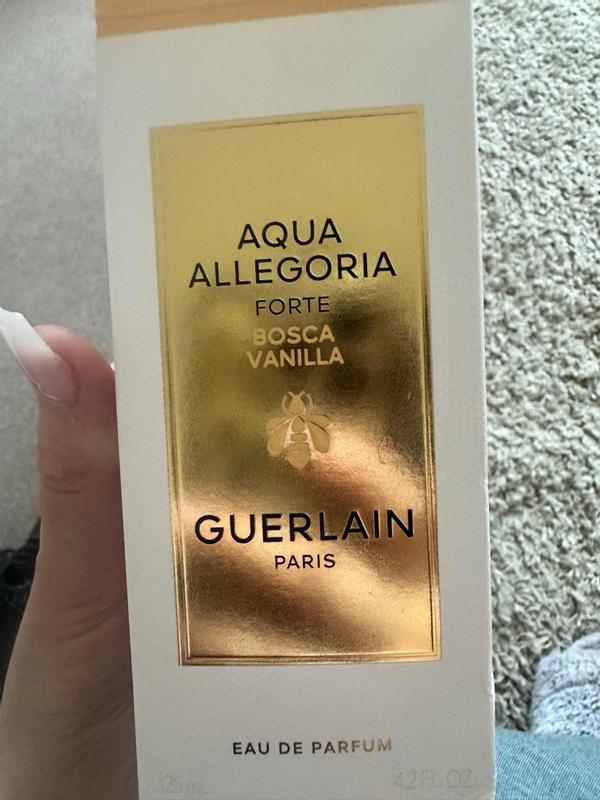 AQUA
ALLEGORIA
FORTE
BOSCA
VANILLA
GUERLAIN
PARIS
EAU DE PARFUM
125 mL 4.2 FL.OZ